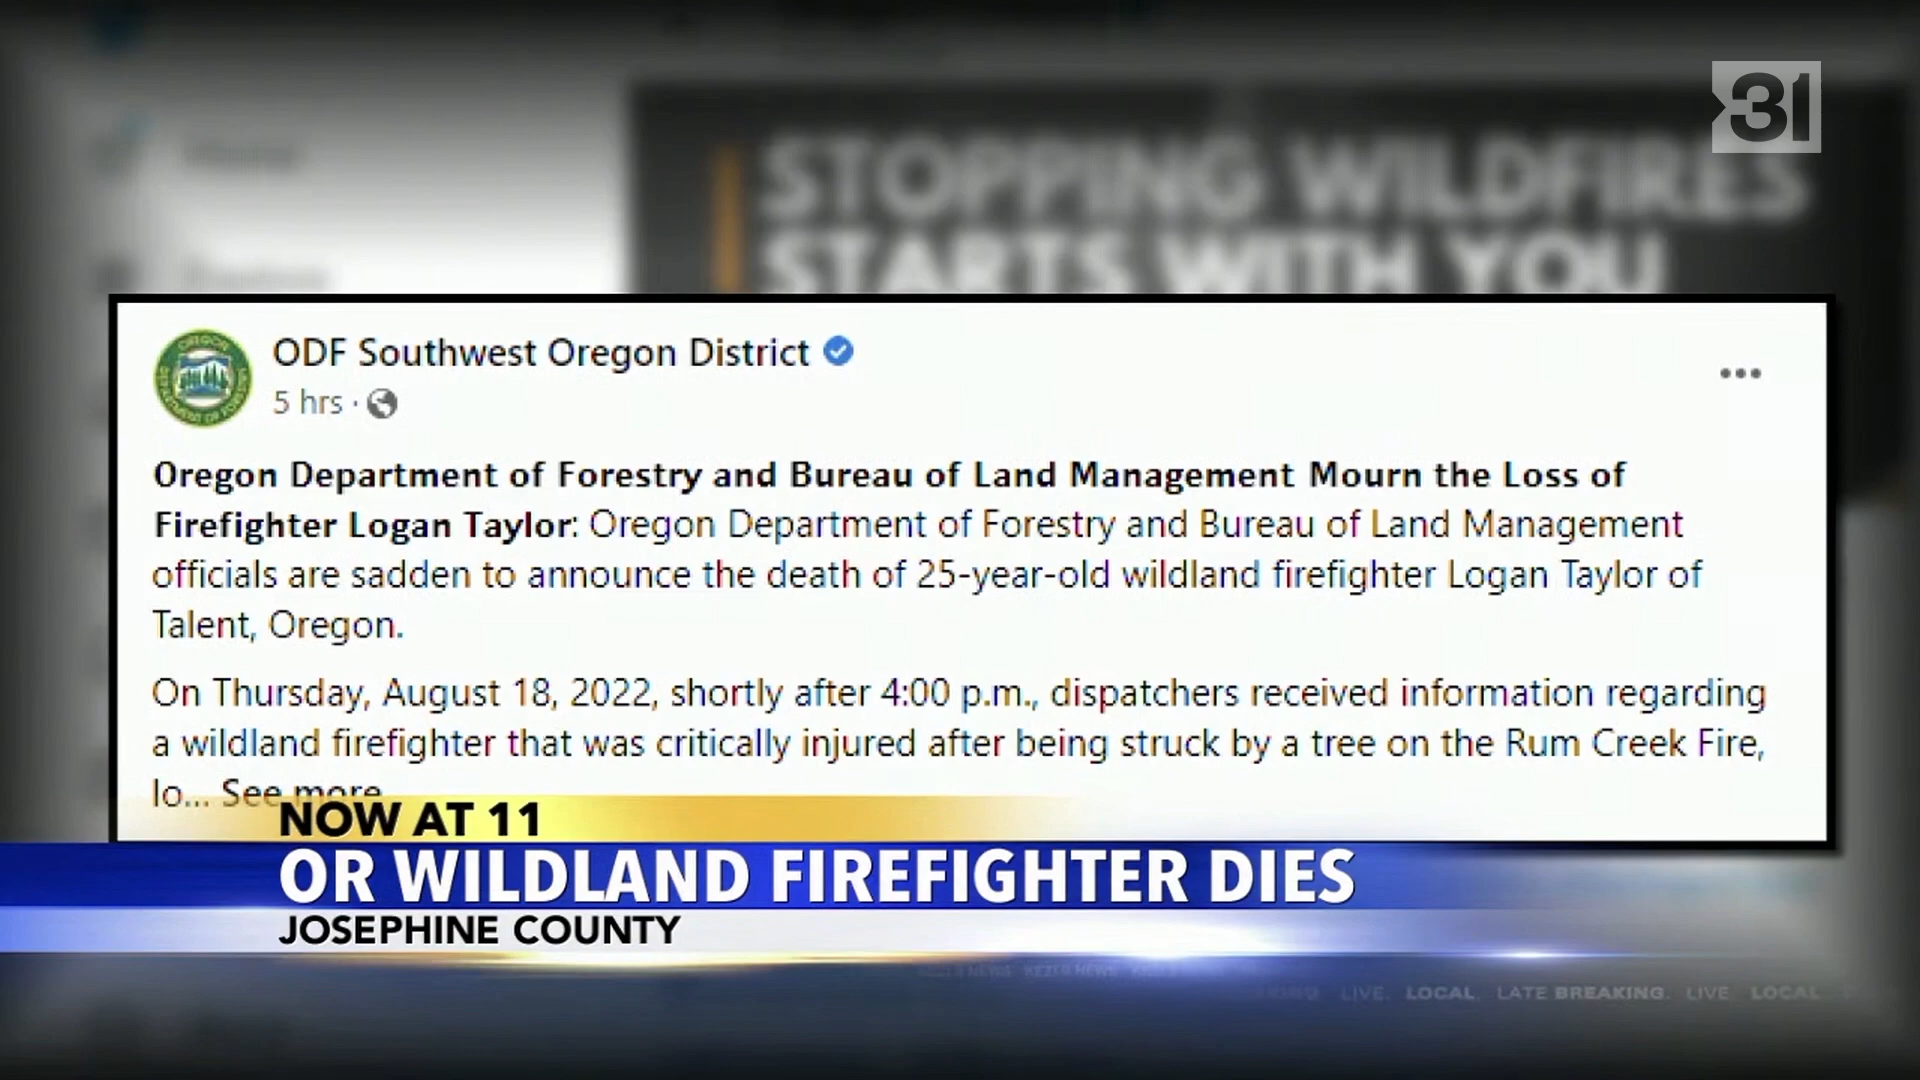 31
STOPPING WILDFIRES
STARTS WITH YOU
ODF Southwest Oregon District
5 hrs ·
Oregon Department of Forestry and Bureau of Land Management Mourn the Loss of
Firefighter Logan Taylor: Oregon Department of Forestry and Bureau of Land Management
officials are sadden to announce the death of 25-year-old wildland firefighter Logan Taylor of
Talent, Oregon.
On Thursday, August 18, 2022, shortly after 4:00 p.m., dispatchers received information regarding
a wildland firefighter that was critically injured after being struck by a tree on the Rum Creek Fire,
lo... See more
NOW AT 11
OR WILDLAND FIREFIGHTER DIES
JOSEPHINE COUNTY
LIVE. LOCAL. LATE BREAKING. LIVE. LOCAL